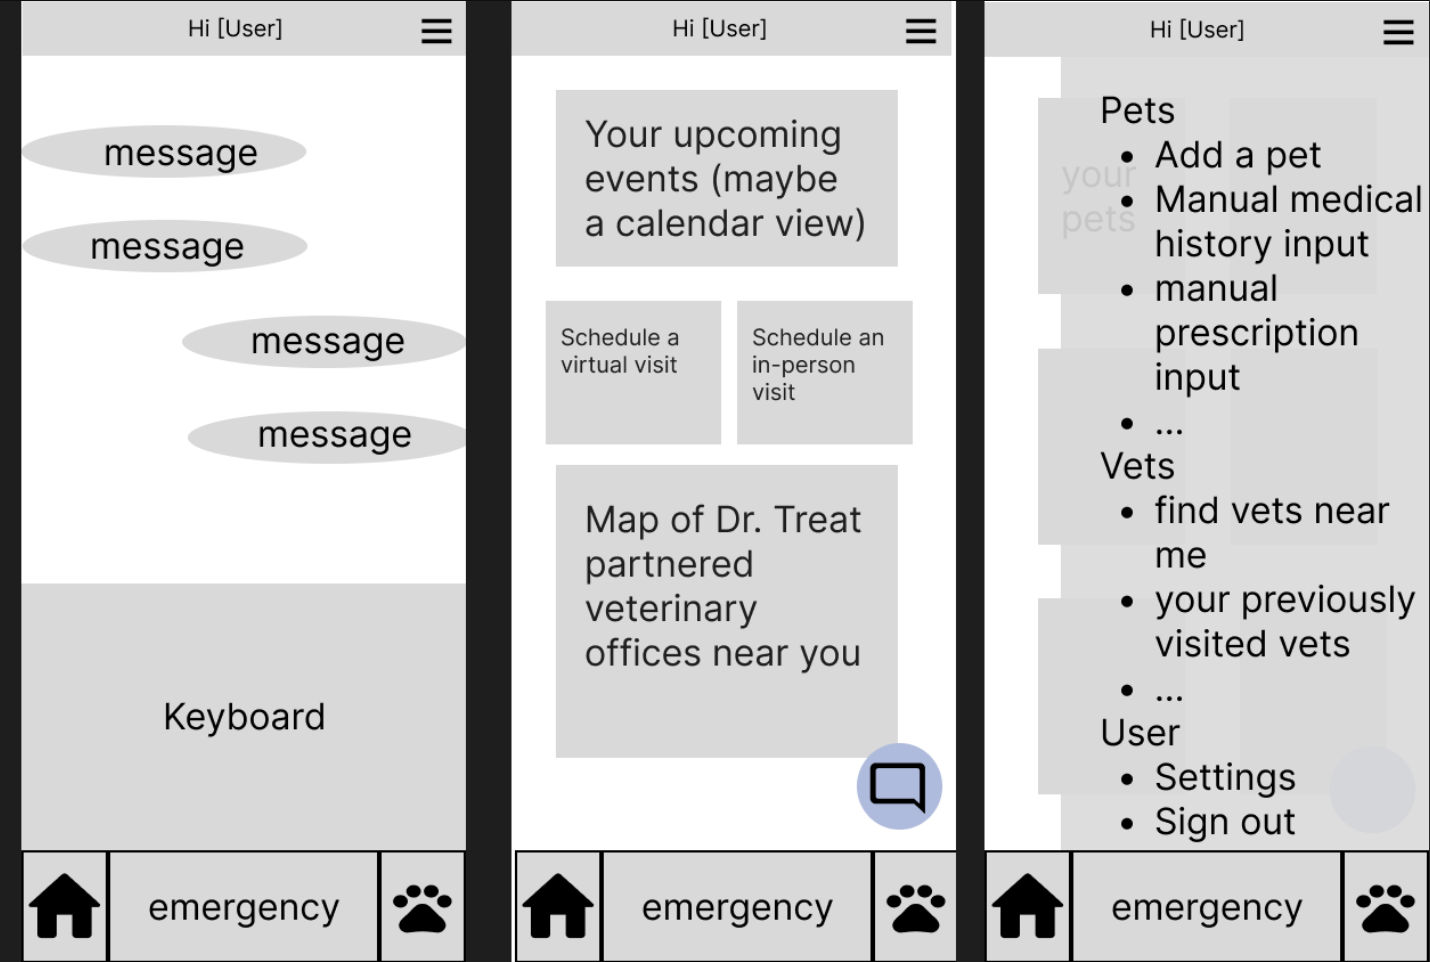 Hi [User]
message
message
message
message
Keyboard
emergency
Hi [User]
Your upcoming
events (maybe
a calendar view)
Schedule a
virtual visit
Schedule an
in-person
visit
Map of Dr. Treat
partnered
veterinary
offices near you
emergency
Hi [User]
your
pets
Pets
• Add a pet
• Manual medical
history input
• manual
prescription
input
• ...
Vets
• find vets near
me
• your previously
visited vets
• ...
User
• Settings
• Sign out
emergency